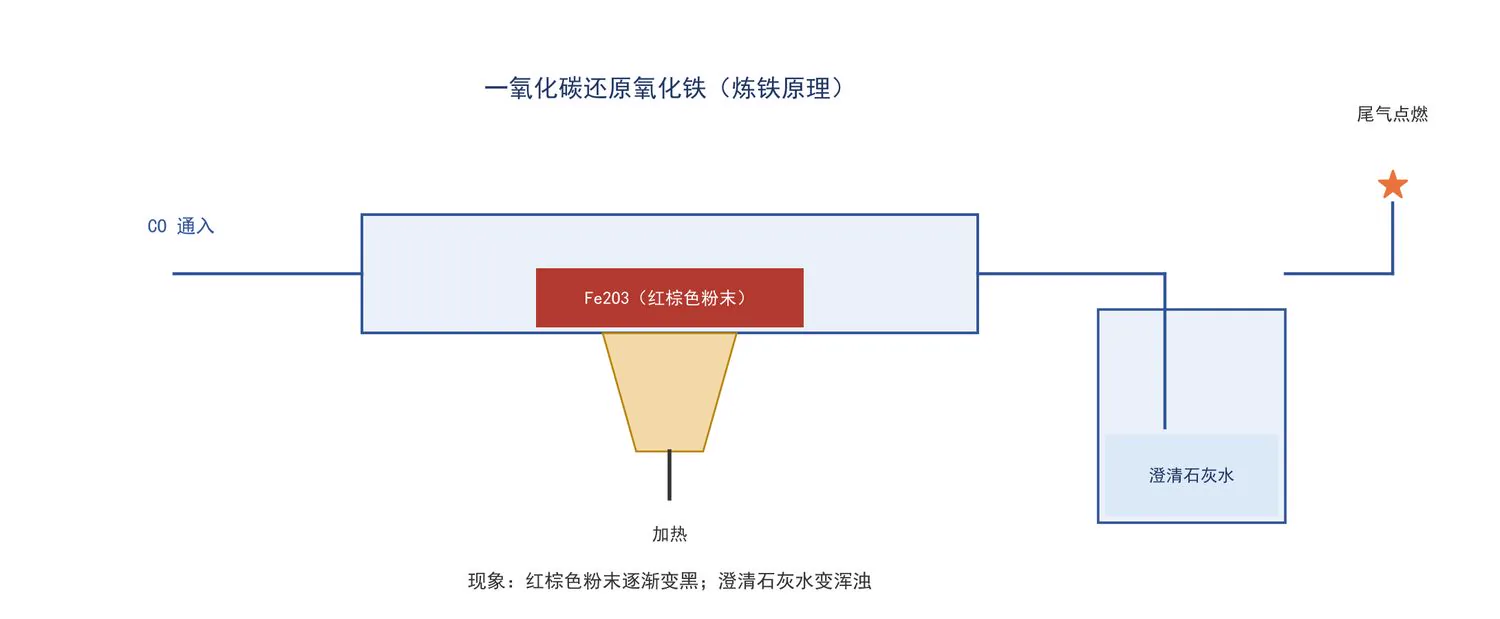 一氧化碳还原氧化铁（炼铁原理）
尾气点燃
CO 通入
Fe2O3（红棕色粉末）
澄清石灰水
加热
现象：红棕色粉末逐渐变黑；澄清石灰水变浑浊